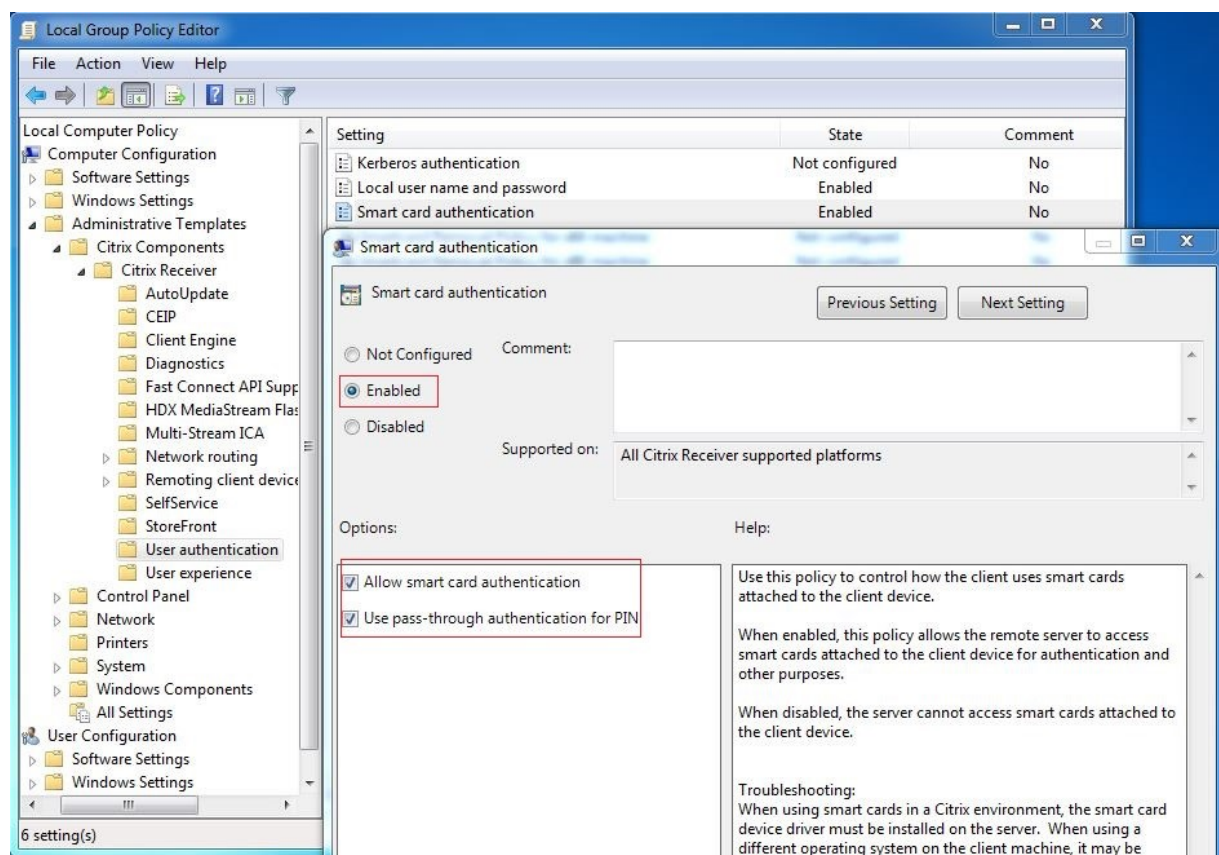 Local Group Policy Editor
File Action View Help
Local Computer Policy
Computer Configuration
Software Settings
Windows Settings
Administrative Templates
Citrix Components
Citrix Receiver
AutoUpdate
CEIP
Client Engine
Diagnostics
Fast Connect API Supp
HDX MediaStream Flas
Multi-Stream ICA
Network routing
Remoting client device
SelfService
StoreFront
User authentication
User experience
Control Panel
Network
Printers
System
Windows Components
All Settings
User Configuration
Software Settings
Windows Settings
6 setting(s)
Setting State Comment
Kerberos authentication Not configured No
Local user name and password Enabled No
Smart card authentication Enabled No
Smart card authentication
Smart card authentication
Previous Setting Next Setting
Not Configured
Enabled
Disabled
Comment:
Supported on: All Citrix Receiver supported platforms
Options:
Allow smart card authentication
Use pass-through authentication for PIN
Help:
Use this policy to control how the client uses smart cards
attached to the client device.
When enabled, this policy allows the remote server to access
smart cards attached to the client device for authentication and
other purposes.
When disabled, the server cannot access smart cards attached to
the client device.
Troubleshooting:
When using smart cards in a Citrix environment, the smart card
device driver must be installed on the server. When using a
different operating system on the client machine, it may be